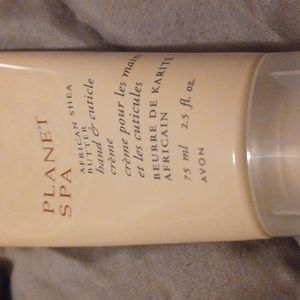 PLANET
SPA
AFRICAN SHEA
BUTTER
hand & cuticle
crème
crème pour les mains
et les cuticules
BEURRE DE KARITÉ
AFRICAIN
75 ml 2.5 fl. oz.
AVON